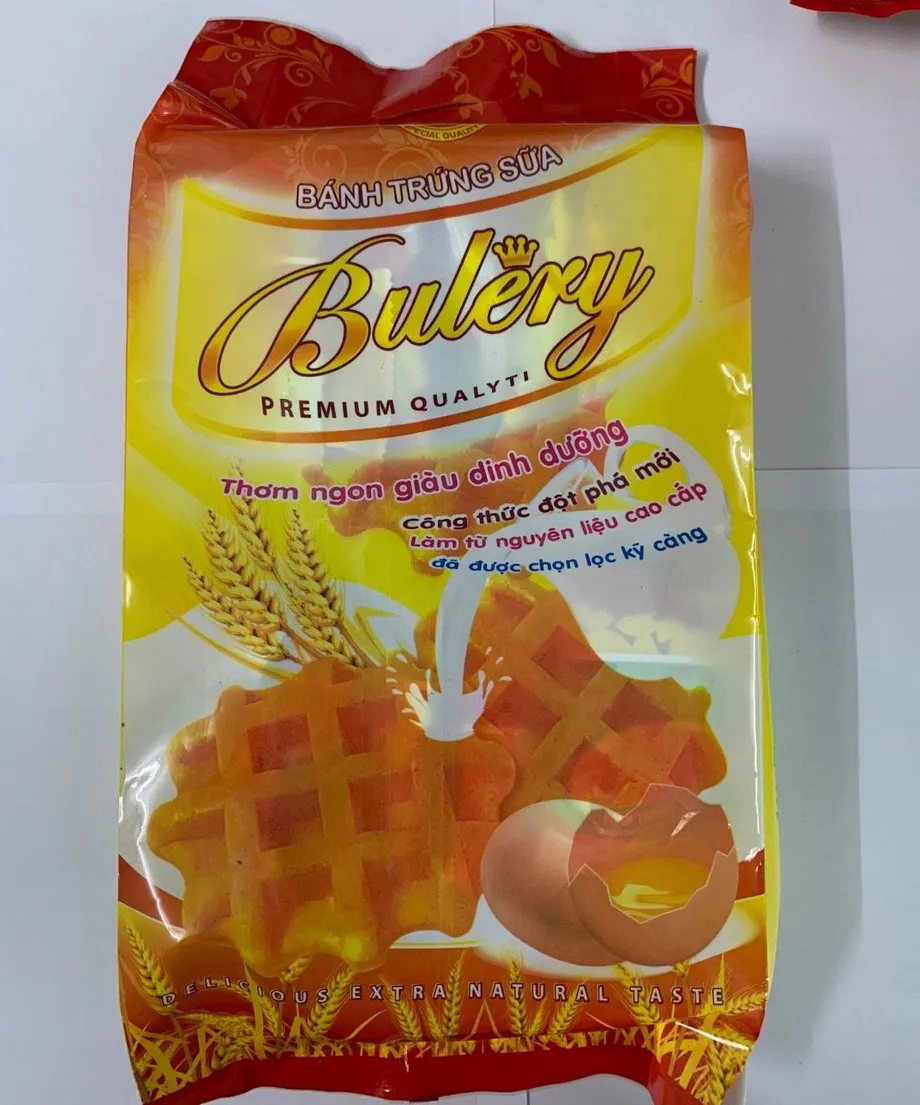 SPECIAL QUALITY
BÁNH TRỨNG SỮA
Bulery
PREMIUM QUALYTI
Thơm ngon giàu dinh dưỡng
Công thức đột phá mới
Làm từ nguyên liệu cao cấp
đã được chọn lọc kỹ càng
DELICIOUS EXTRA NATURAL TASTE